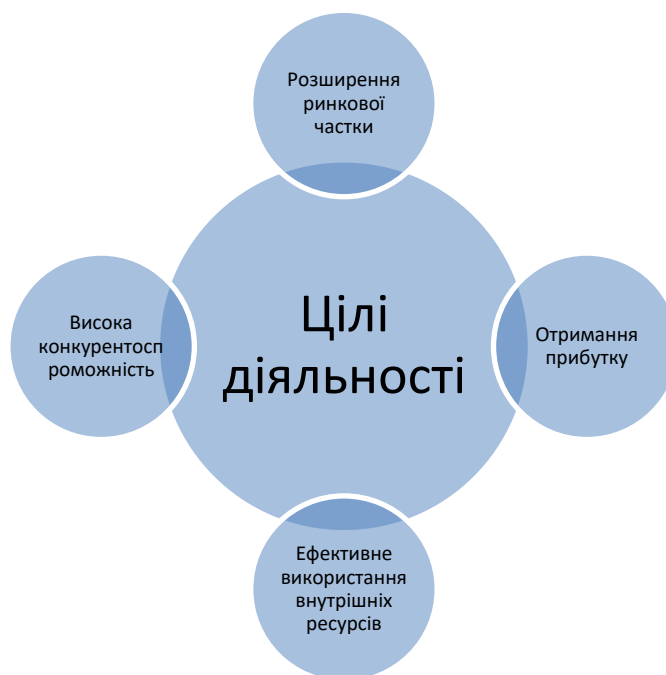 Розширення
ринкової
частки
Висока
конкурентосп
роможність
Цілі
діяльності
Отримання
прибутку
Ефективне
використання
внутрішніх
ресурсів